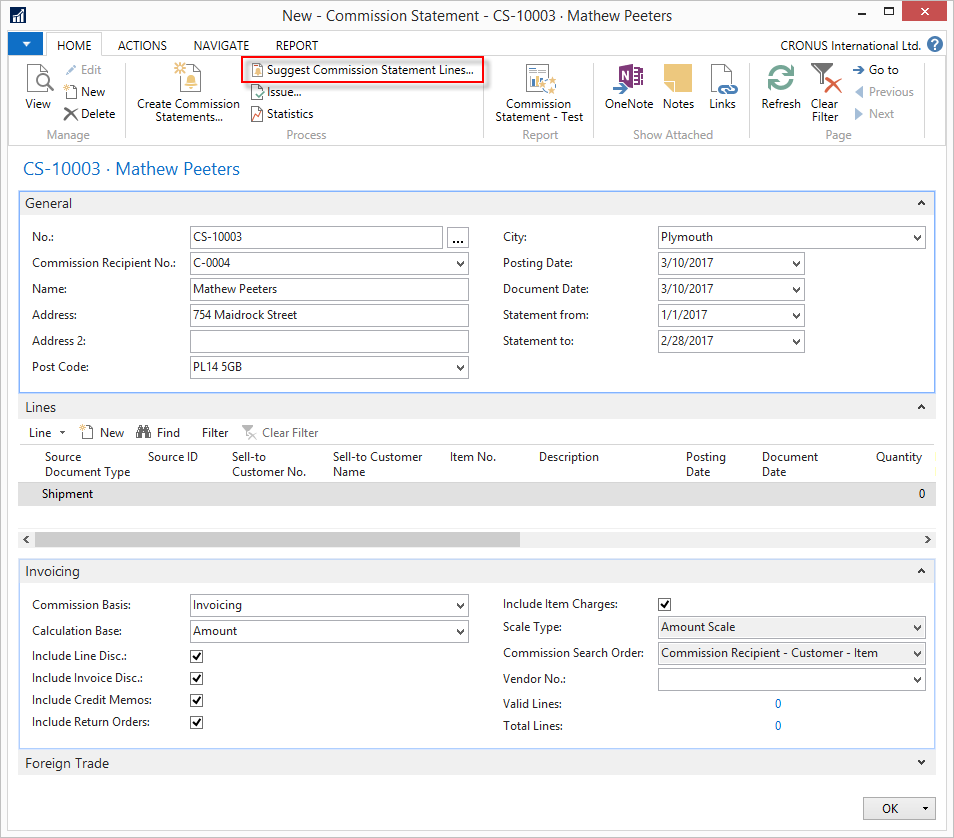 New - Commission Statement - CS-10003 · Mathew Peeters
HOME ACTIONS NAVIGATE REPORT CRONUS International Ltd. ?
View
Edit
New
Delete
Manage
Create Commission Statements...
Suggest Commission Statement Lines...
Issue...
Statistics
Process
Commission Statement - Test
Report
OneNote
Notes
Links
Show Attached
Refresh
Clear Filter
Go to
Previous
Next
Page
CS-10003 · Mathew Peeters
General
No.: CS-10003 ...
Commission Recipient No.: C-0004
Name: Mathew Peeters
Address: 754 Maidrock Street
Address 2:
Post Code: PL14 5GB
City: Plymouth
Posting Date: 3/10/2017
Document Date: 3/10/2017
Statement from: 1/1/2017
Statement to: 2/28/2017
Lines
Line New Find Filter Clear Filter
Source Document Type Source ID Sell-to Customer No. Sell-to Customer Name Item No. Description Posting Date Document Date Quantity
Shipment 0
Invoicing
Commission Basis: Invoicing
Calculation Base: Amount
Include Line Disc.:
Include Invoice Disc.:
Include Credit Memos:
Include Return Orders:
Include Item Charges:
Scale Type: Amount Scale
Commission Search Order: Commission Recipient - Customer - Item
Vendor No.:
Valid Lines: 0
Total Lines: 0
Foreign Trade
OK